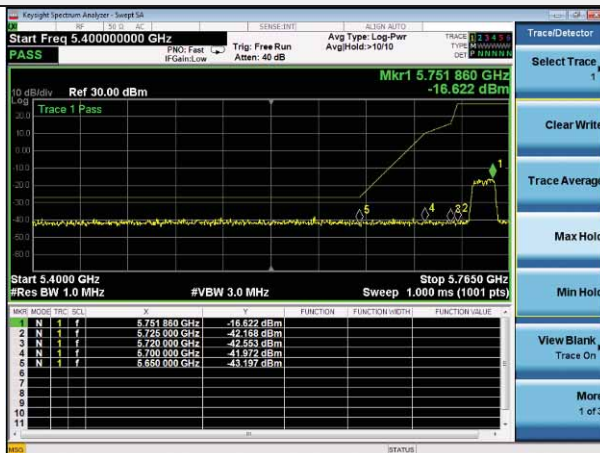 Keysight Spectrum Analyzer - Swept SA
RF 50 Ω AC SENSE:INT ALIGN AUTO
Start Freq 5.400000000 GHz
PNO: Fast Trig: Free Run Avg Type: Log-Pwr TRACE 1 2 3 4 5 6
PASS IFGain:Low Atten: 40 dB Avg|Hold:>10/10 TYPE M W W W W W
DET P N N N N N
Mkr1 5.751 860 GHz
10 dB/div Ref 30.00 dBm -16.622 dBm
Log
Trace 1 Pass
20.0
10.0
0.00
-10.0
-20.0
-30.0
-40.0
-50.0
-60.0
1
5 4 3 2
Start 5.4000 GHz Stop 5.7650 GHz
#Res BW 1.0 MHz #VBW 3.0 MHz Sweep 1.000 ms (1001 pts)
MKR MODE TRC SCL X Y FUNCTION FUNCTION WIDTH FUNCTION VALUE
1 N 1 f 5.751 860 GHz -16.622 dBm
2 N 1 f 5.725 000 GHz -42.168 dBm
3 N 1 f 5.720 000 GHz -42.553 dBm
4 N 1 f 5.700 000 GHz -41.972 dBm
5 N 1 f 5.650 000 GHz -43.197 dBm
6
7
8
9
10
11
MSG STATUS
Trace/Detector
Select Trace
1
Clear Write
Trace Average
Max Hold
Min Hold
View Blank
Trace On
More
1 of 3